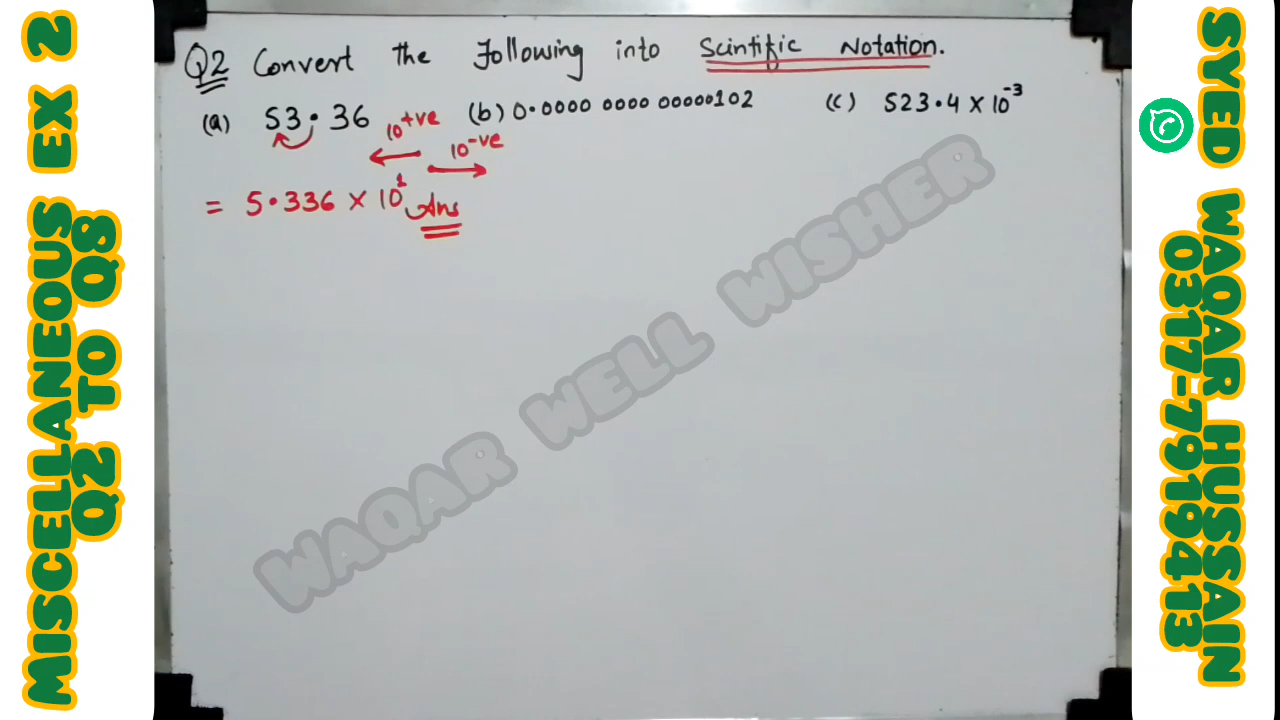 MISCELLANEOUS EX 2
Q2 TO Q8
Q2 Convert the Following into Scintific Notation.
(a) 53.36 (b) 0.0000 0000 00000102 (c) 523.4 × 10⁻³
10⁺ve
10⁻ve
= 5.336 × 10¹ Ans
WAQAR WELL WISHER
SYED WAQAR HUSSAIN
0317-7919413